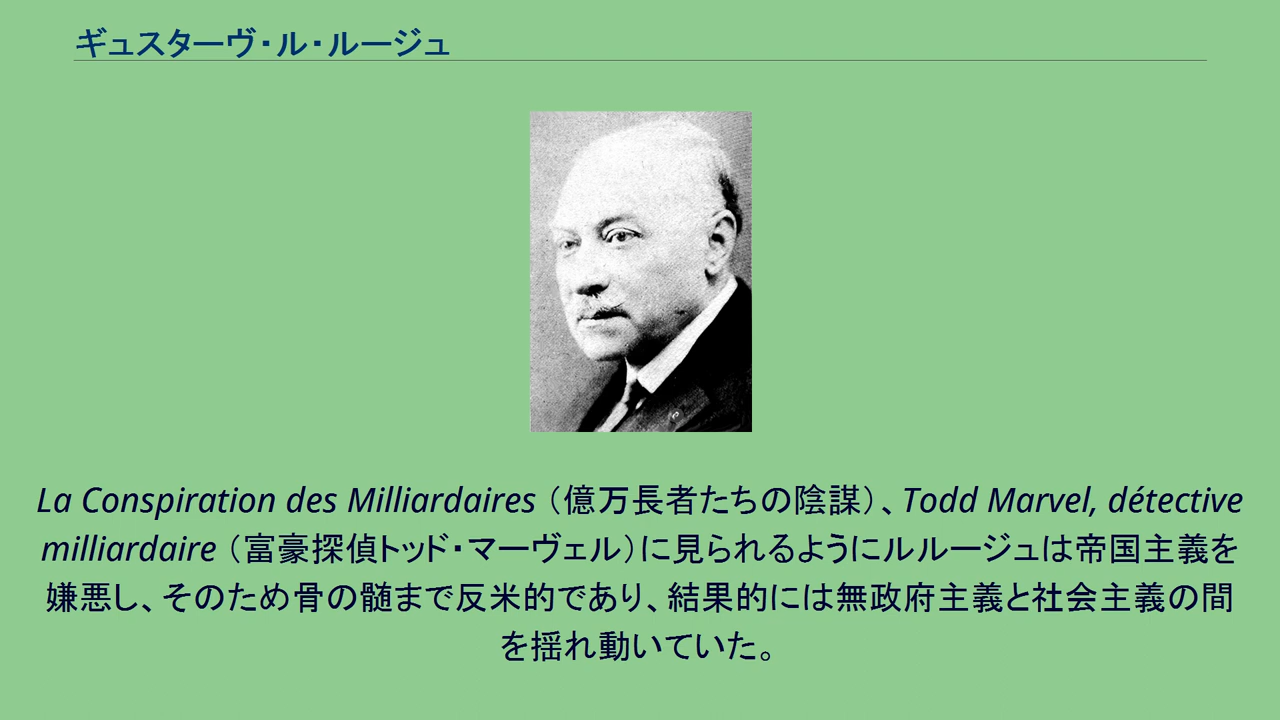 ギュスターヴ・ル・ルージュ
La Conspiration des Milliardaires（億万長者たちの陰謀）、Todd Marvel, détective
milliardaire（富豪探偵トッド・マーヴェル）に見られるようにルルージュは帝国主義を
嫌悪し、そのため骨の髄まで反米的であり、結果的には無政府主義と社会主義の間
を揺れ動いていた。